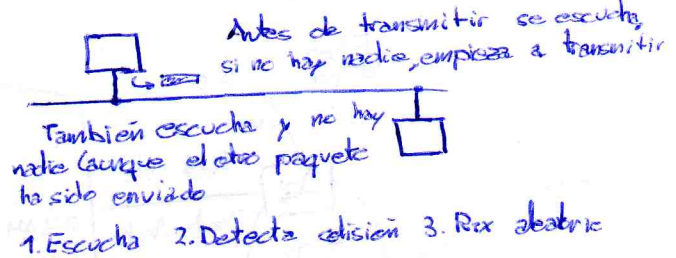 Antes de transmitir se escucha,
si no hay nadie, empieza a transmitir
También escucha y no hay
nadie (aunque el otro paquete
ha sido enviado
1. Escucha 2. Detecta colisión 3. aleatorio